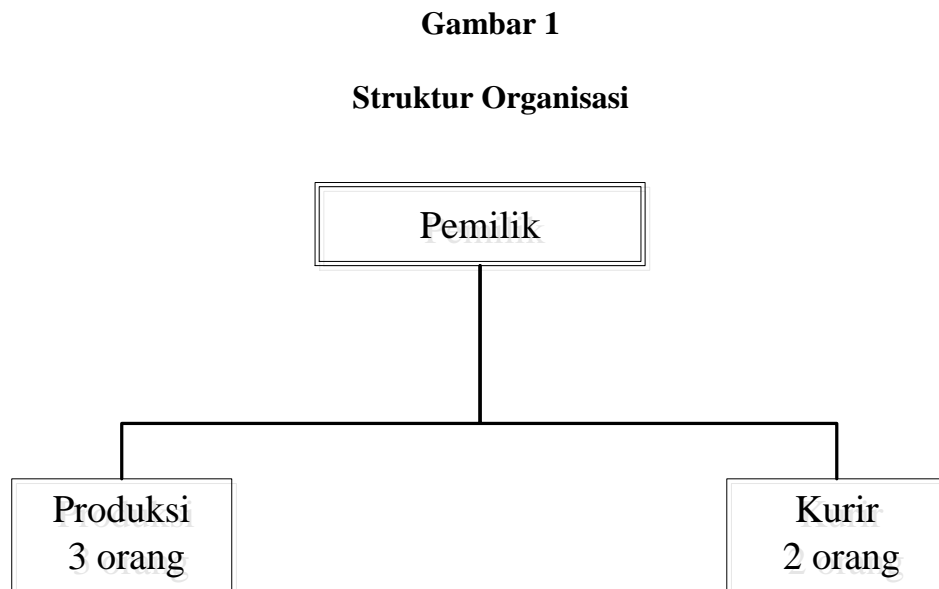 Gambar 1
Struktur Organisasi
Pemilik
Produksi
3 orang
Kurir
2 orang